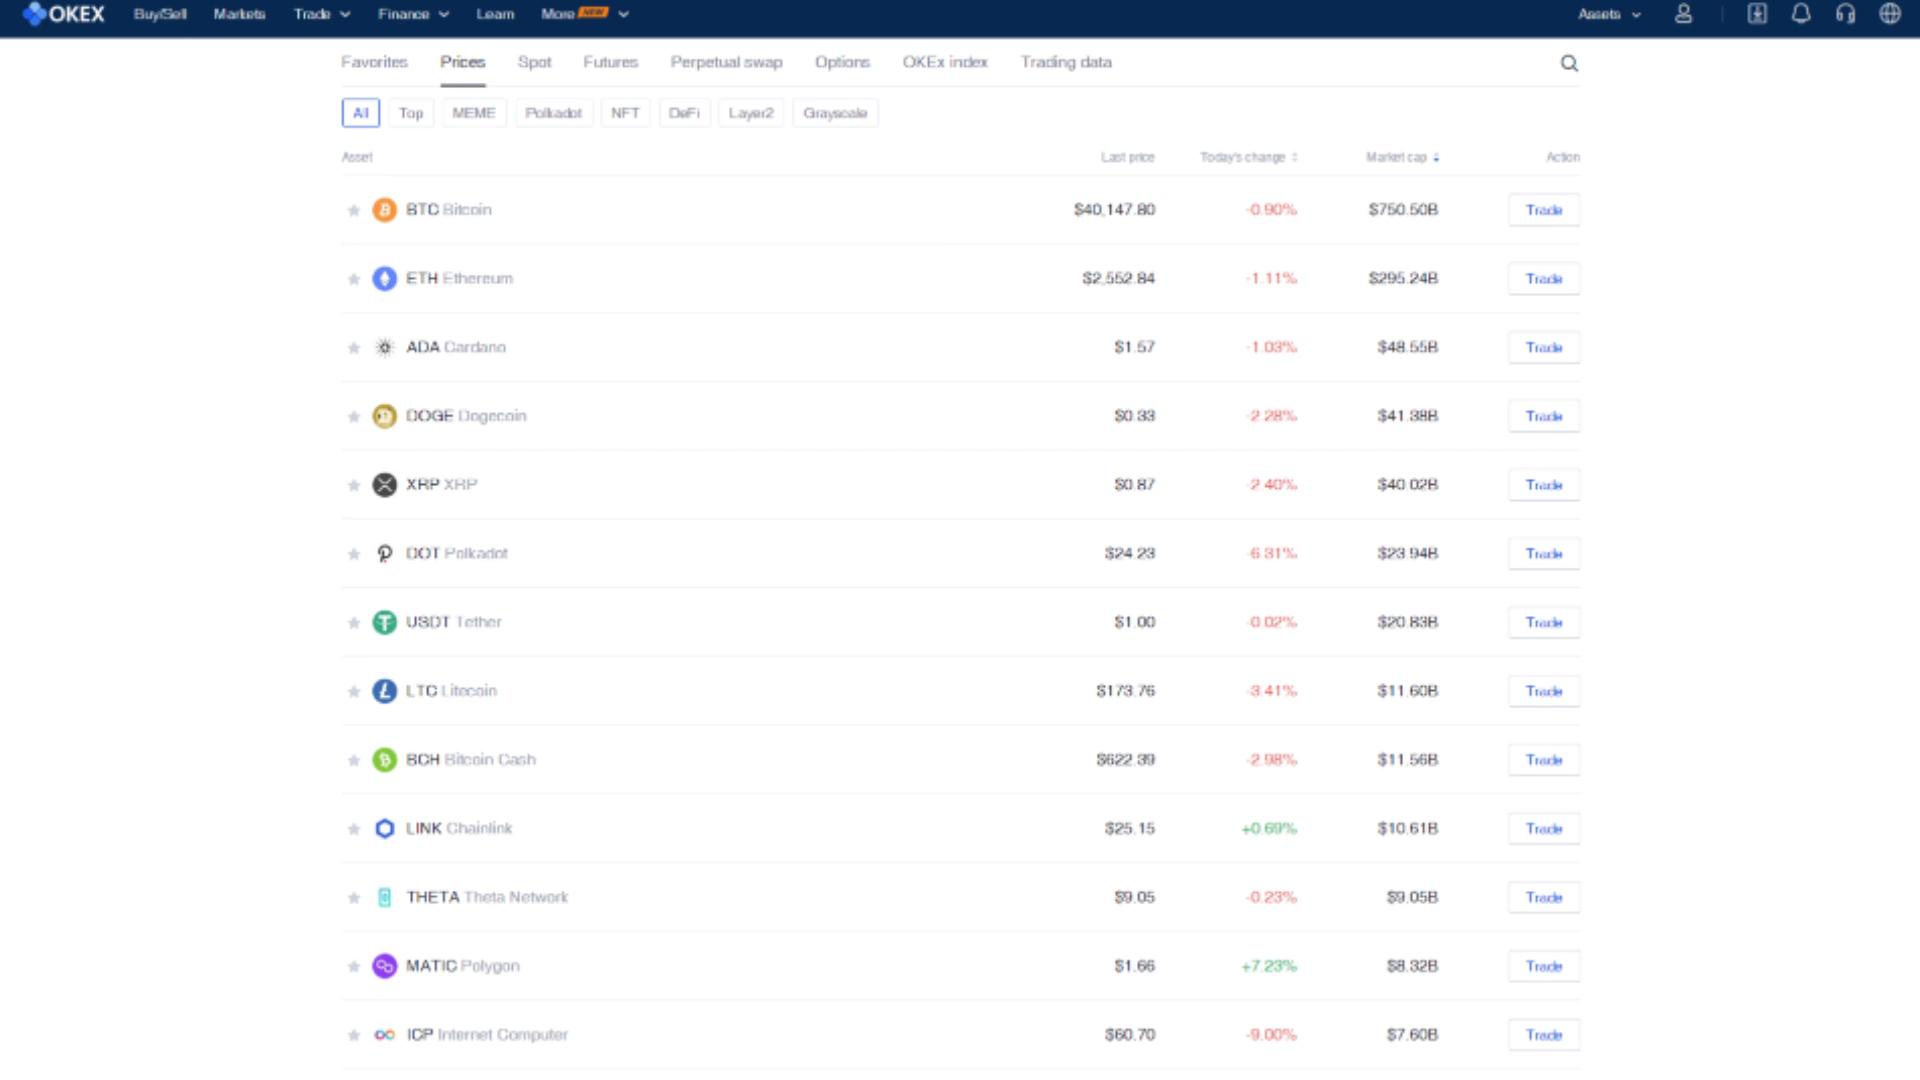 OKEX Buy/Sell Markets Trade Finance Learn More NEW Assets
Favorites Prices Spot Futures Perpetual swap Options OKEx index Trading data
All Top MEME Polkadot NFT DeFi Layer2 Grayscale
Asset Last price Today's change Market cap Action
BTC Bitcoin $40,147.80 -0.90% $750.50B Trade
ETH Ethereum $2,552.84 -1.11% $295.24B Trade
ADA Cardano $1.57 -1.03% $48.55B Trade
DOGE Dogecoin $0.33 -2.28% $41.38B Trade
XRP XRP $0.87 -2.40% $40.02B Trade
DOT Polkadot $24.23 -6.31% $23.94B Trade
USDT Tether $1.00 -0.02% $20.83B Trade
LTC Litecoin $173.76 -3.41% $11.60B Trade
BCH Bitcoin Cash $622.39 -2.98% $11.56B Trade
LINK Chainlink $25.15 +0.69% $10.61B Trade
THETA Theta Network $9.05 -0.23% $9.05B Trade
MATIC Polygon $1.66 +7.23% $8.32B Trade
ICP Internet Computer $60.70 -9.00% $7.60B Trade